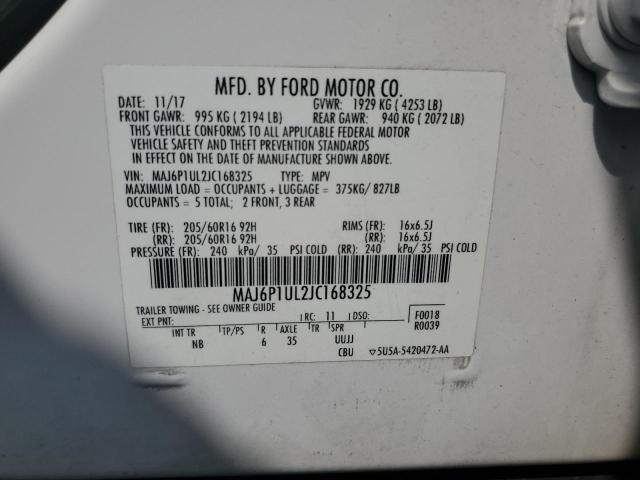 MFD. BY FORD MOTOR CO.
DATE: 11/17 GVWR: 1929 KG ( 4253 LB)
FRONT GAWR: 995 KG ( 2194 LB) REAR GAWR: 940 KG ( 2072 LB)
THIS VEHICLE CONFORMS TO ALL APPLICABLE FEDERAL MOTOR
VEHICLE SAFETY AND THEFT PREVENTION STANDARDS
IN EFFECT ON THE DATE OF MANUFACTURE SHOWN ABOVE.
VIN: MAJ6P1UL2JC168325 TYPE: MPV
MAXIMUM LOAD = OCCUPANTS + LUGGAGE = 375KG/ 827LB
OCCUPANTS = 5 TOTAL; 2 FRONT, 3 REAR
TIRE (FR): 205/60R16 92H RIMS (FR): 16x6.5J
(RR): 205/60R16 92H (RR): 16x6.5J
PRESSURE (FR): 240 kPa/ 35 PSI COLD (RR): 240 kPa/ 35 PSI COLD
MAJ6P1UL2JC168325
TRAILER TOWING - SEE OWNER GUIDE
EXT PNT: RC: 11 DSO: F0018
R0039
INT TR TP/PS R AXLE TR SPR
NB 6 35 UUJJ
CBU ▽5U5A-5420472-AA